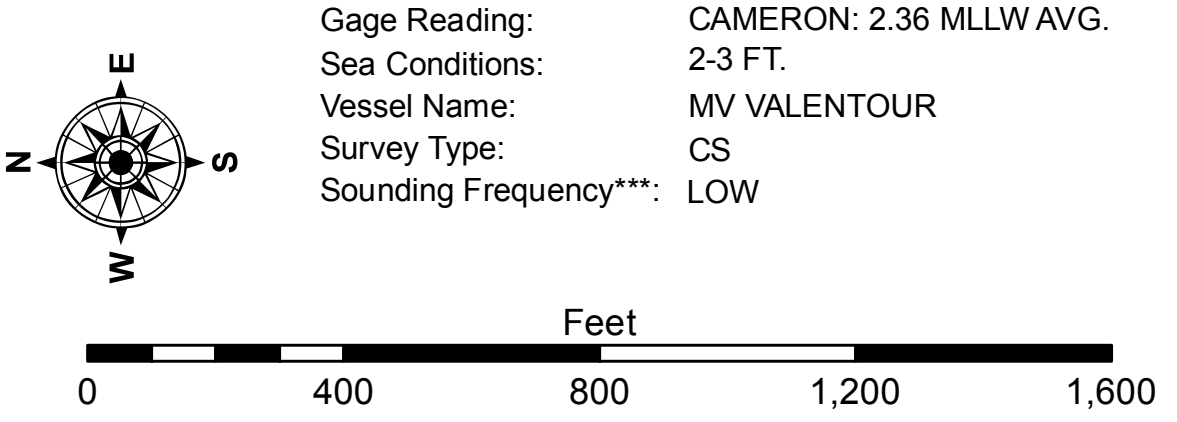 Gage Reading: CAMERON: 2.36 MLLW AVG.
Sea Conditions: 2-3 FT.
Vessel Name: MV VALENTOUR
Survey Type: CS
Sounding Frequency***: LOW
E
N S
W
Feet
0 400 800 1,200 1,600